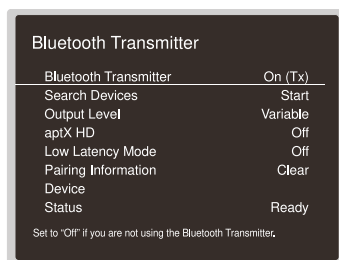 Bluetooth Transmitter
Bluetooth Transmitter On (Tx)
Search Devices Start
Output Level Variable
aptX HD Off
Low Latency Mode Off
Pairing Information Clear
Device
Status Ready
Set to “Off” if you are not using the Bluetooth Transmitter.